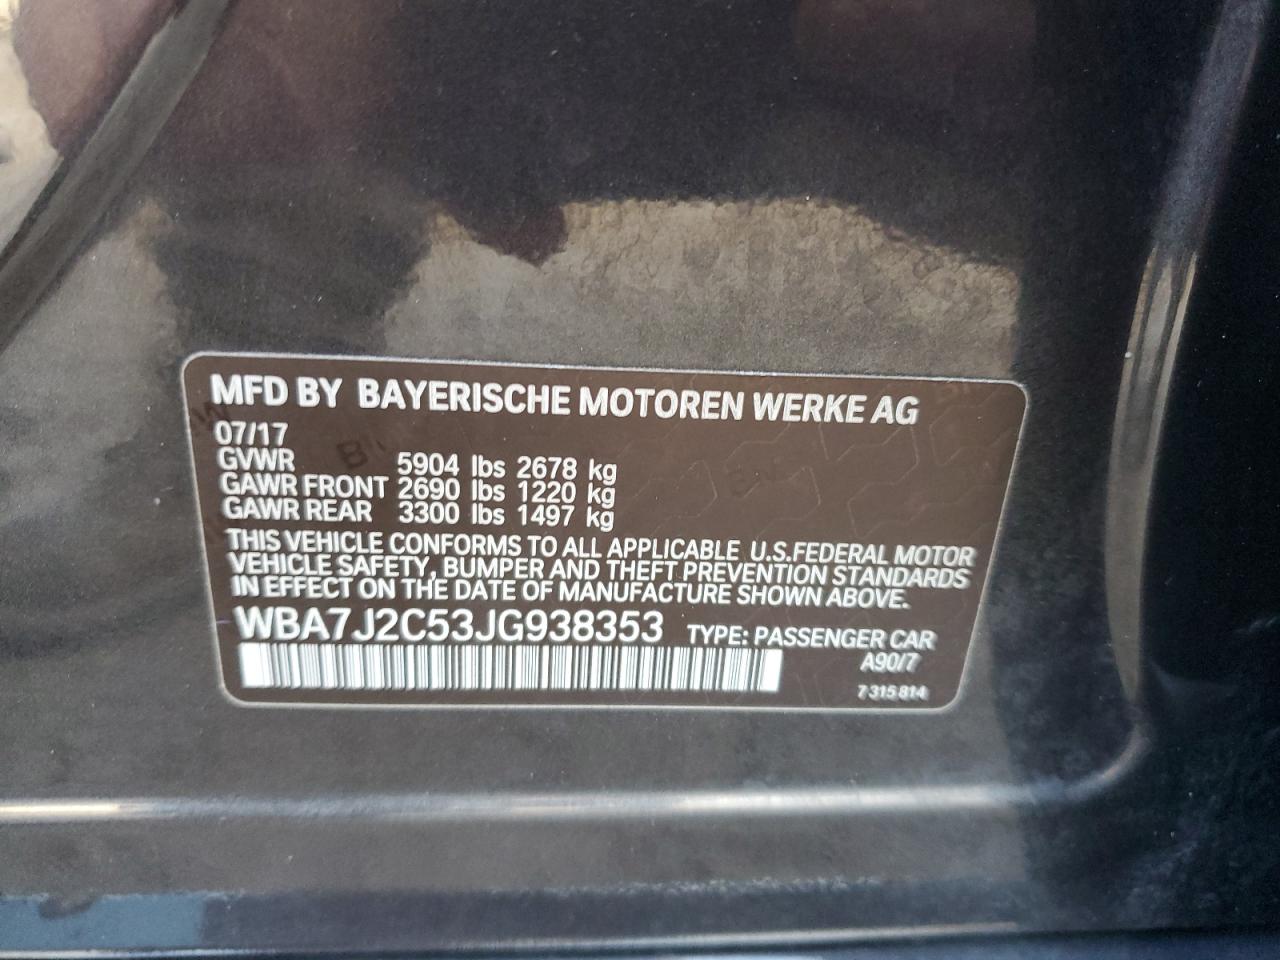 MFD BY BAYERISCHE MOTOREN WERKE AG
07/17
GVWR 5904 lbs 2678 kg
GAWR FRONT 2690 lbs 1220 kg
GAWR REAR 3300 lbs 1497 kg
THIS VEHICLE CONFORMS TO ALL APPLICABLE U.S.FEDERAL MOTOR
VEHICLE SAFETY, BUMPER AND THEFT PREVENTION STANDARDS
IN EFFECT ON THE DATE OF MANUFACTURE SHOWN ABOVE.
WBA7J2C53JG938353 TYPE: PASSENGER CAR
A90/7
7 315 814